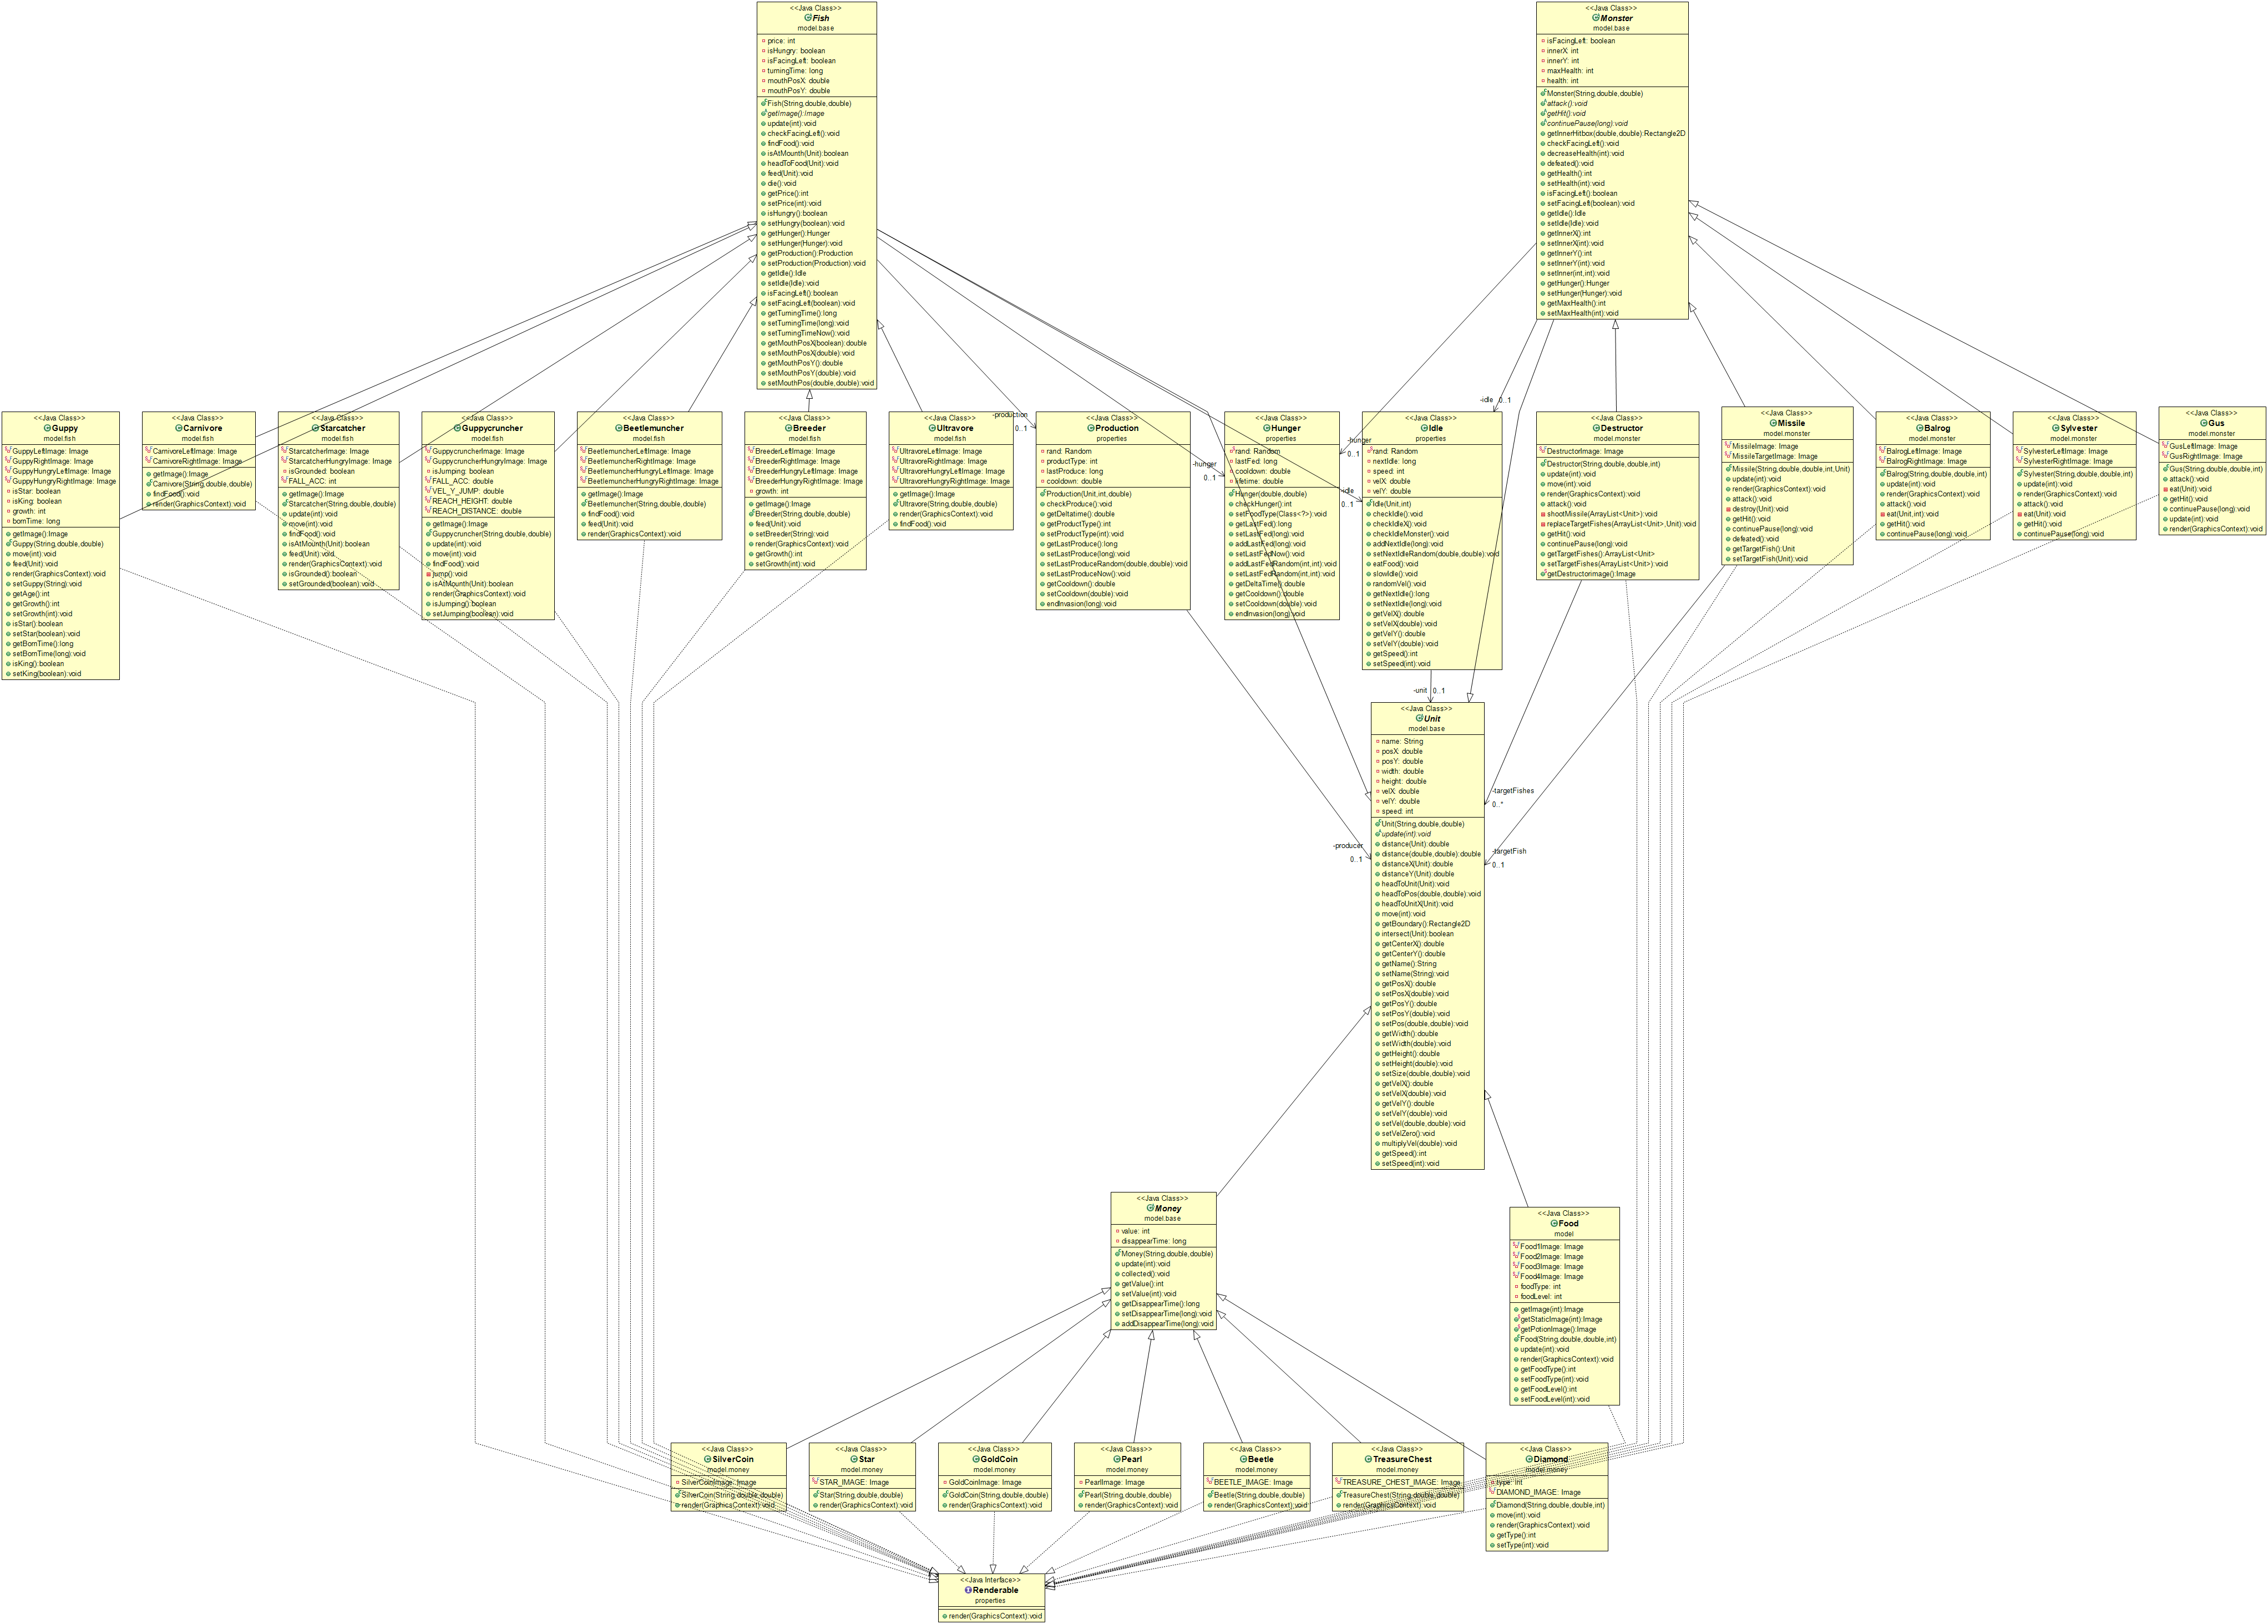 <<Java Class>>
Fish
model.base
price: int
isHungry: boolean
isFacingLeft: boolean
turningTime: long
mouthPosX: double
mouthPosY: double
Fish(String,double,double)
getImage():Image
update(int):void
checkFacingLeft():void
findFood():void
isAtMounth(Unit):boolean
headToFood(Unit):void
feed(Unit):void
die():void
getPrice():int
setPrice(int):void
isHungry():boolean
setHungry(boolean):void
getHunger():Hunger
setHunger(Hunger):void
getProduction():Production
setProduction(Production):void
getIdle():Idle
setIdle(Idle):void
isFacingLeft():boolean
setFacingLeft(boolean):void
getTurningTime():long
setTurningTime(long):void
setTurningTimeNow():void
getMouthPosX(boolean):double
setMouthPosX(double):void
getMouthPosY():double
setMouthPosY(double):void
setMouthPos(double,double):void
<<Java Class>>
Monster
model.base
isFacingLeft: boolean
innerX: int
innerY: int
maxHealth: int
health: int
Monster(String,double,double)
attack():void
getHit():void
continuePause(long):void
getInnerHitbox(double,double):Rectangle2D
checkFacingLeft():void
decreaseHealth(int):void
defeated():void
getHealth():int
setHealth(int):void
isFacingLeft():boolean
setFacingLeft(boolean):void
getIdle():Idle
setIdle(Idle):void
getInnerX():int
setInnerX(int):void
getInnerY():int
setInnerY(int):void
setInner(int,int):void
getHunger():Hunger
setHunger(Hunger):void
getMaxHealth():int
setMaxHealth(int):void
<<Java Class>>
Guppy
model.fish
GuppyLeftImage: Image
GuppyRightImage: Image
GuppyHungryLeftImage: Image
GuppyHungryRightImage: Image
isStar: boolean
isKing: boolean
growth: int
bornTime: long
getImage():Image
Guppy(String,double,double)
move(int):void
feed(Unit):void
render(GraphicsContext):void
setGuppy(String):void
getAge():int
getGrowth():int
setGrowth(int):void
isStar():boolean
setStar(boolean):void
getBornTime():long
setBornTime(long):void
isKing():boolean
setKing(boolean):void
<<Java Class>>
Carnivore
model.fish
CarnivoreLeftImage: Image
CarnivoreRightImage: Image
getImage():Image
Carnivore(String,double,double)
findFood():void
render(GraphicsContext):void
<<Java Class>>
Starcatcher
model.fish
StarcatcherImage: Image
StarcatcherHungryImage: Image
isGrounded: boolean
FALL_ACC: int
getImage():Image
Starcatcher(String,double,double)
update(int):void
move(int):void
findFood():void
isAtMounth(Unit):boolean
feed(Unit):void
render(GraphicsContext):void
isGrounded():boolean
setGrounded(boolean):void
<<Java Class>>
Guppycruncher
model.fish
GuppycruncherImage: Image
GuppycruncherHungryImage: Image
isJumping: boolean
FALL_ACC: double
VEL_Y_JUMP: double
REACH_HEIGHT: double
REACH_DISTANCE: double
getImage():Image
Guppycruncher(String,double,double)
update(int):void
move(int):void
findFood():void
jump():void
isAtMounth(Unit):boolean
render(GraphicsContext):void
isJumping():boolean
setJumping(boolean):void
<<Java Class>>
Beetlemuncher
model.fish
BeetlemuncherLeftImage: Image
BeetlemuncherRightImage: Image
BeetlemuncherHungryLeftImage: Image
BeetlemuncherHungryRightImage: Image
getImage():Image
Beetlemuncher(String,double,double)
findFood():void
feed(Unit):void
render(GraphicsContext):void
<<Java Class>>
Breeder
model.fish
BreederLeftImage: Image
BreederRightImage: Image
BreederHungryLeftImage: Image
BreederHungryRightImage: Image
growth: int
getImage():Image
Breeder(String,double,double)
feed(Unit):void
setBreeder(String):void
render(GraphicsContext):void
getGrowth():int
setGrowth(int):void
<<Java Class>>
Ultravore
model.fish
UltravoreLeftImage: Image
UltravoreRightImage: Image
UltravoreHungryLeftImage: Image
UltravoreHungryRightImage: Image
getImage():Image
Ultravore(String,double,double)
render(GraphicsContext):void
findFood():void
-production
0..1
<<Java Class>>
Production
properties
rand: Random
productType: int
lastProduce: long
cooldown: double
Production(Unit,int,double)
checkProduce():void
getDeltatime():double
getProductType():int
setProductType(int):void
getLastProduce():long
setLastProduce(long):void
setLastProduceRandom(double,double):void
setLastProduceNow():void
getCooldown():double
setCooldown(double):void
endInvasion(long):void
-hunger
0..1
<<Java Class>>
Hunger
properties
rand: Random
lastFed: long
cooldown: double
lifetime: double
Hunger(double,double)
checkHunger():int
setFoodType(Class<?>):void
getLastFed():long
setLastFed(long):void
addLastFed(long):void
setLastFedNow():void
addLastFedRandom(int,int):void
setLastFedRandom(int,int):void
getDeltaTime():double
getCooldown():double
setCooldown(double):void
endInvasion(long):void
-hunger
0..1
-idle
0..1
-idle
0..1
<<Java Class>>
Idle
properties
rand: Random
nextIdle: long
speed: int
velX: double
velY: double
Idle(Unit,int)
checkIdle():void
checkIdleX():void
checkIdleMonster():void
addNextIdle(long):void
setNextIdleRandom(double,double):void
eatFood():void
slowIdle():void
randomVel():void
getNextIdle():long
setNextIdle(long):void
getVelX():double
setVelX(double):void
getVelY():double
setVelY(double):void
getSpeed():int
setSpeed(int):void
<<Java Class>>
Destructor
model.monster
DestructorImage: Image
Destructor(String,double,double,int)
update(int):void
move(int):void
render(GraphicsContext):void
attack():void
shootMissile(ArrayList<Unit>):void
replaceTargetFishes(ArrayList<Unit>,Unit):void
getHit():void
continuePause(long):void
getTargetFishes():ArrayList<Unit>
setTargetFishes(ArrayList<Unit>):void
getDestructorimage():Image
<<Java Class>>
Missile
model.monster
MissileImage: Image
MissileTargetImage: Image
Missile(String,double,double,int,Unit)
update(int):void
render(GraphicsContext):void
attack():void
destroy(Unit):void
getHit():void
continuePause(long):void
defeated():void
getTargetFish():Unit
setTargetFish(Unit):void
<<Java Class>>
Balrog
model.monster
BalrogLeftImage: Image
BalrogRightImage: Image
Balrog(String,double,double,int)
update(int):void
render(GraphicsContext):void
attack():void
eat(Unit,int):void
getHit():void
continuePause(long):void
<<Java Class>>
Sylvester
model.monster
SylvesterLeftImage: Image
SylvesterRightImage: Image
Sylvester(String,double,double,int)
update(int):void
render(GraphicsContext):void
attack():void
eat(Unit):void
getHit():void
continuePause(long):void
<<Java Class>>
Gus
model.monster
GusLeftImage: Image
GusRightImage: Image
Gus(String,double,double,int)
attack():void
eat(Unit):void
getHit():void
continuePause(long):void
update(int):void
render(GraphicsContext):void
-unit
0..1
<<Java Class>>
Unit
model.base
name: String
posX: double
posY: double
width: double
height: double
velX: double
velY: double
speed: int
Unit(String,double,double)
update(int):void
distance(Unit):double
distance(double,double):double
distanceX(Unit):double
distanceY(Unit):double
headToUnit(Unit):void
headToPos(double,double):void
headToUnitX(Unit):void
move(int):void
getBoundary():Rectangle2D
intersect(Unit):boolean
getCenterX():double
getCenterY():double
getName():String
setName(String):void
getPosX():double
setPosX(double):void
getPosY():double
setPosY(double):void
setPos(double,double):void
getWidth():double
setWidth(double):void
getHeight():double
setHeight(double):void
setSize(double,double):void
getVelX():double
setVelX(double):void
getVelY():double
setVelY(double):void
setVel(double,double):void
setVelZero():void
multiplyVel(double):void
getSpeed():int
setSpeed(int):void
-targetFishes
0..*
-producer
0..1
-targetFish
0..1
<<Java Class>>
Money
model.base
value: int
disappearTime: long
Money(String,double,double)
update(int):void
collected():void
getValue():int
setValue(int):void
getDisappearTime():long
setDisappearTime(long):void
addDisappearTime(long):void
<<Java Class>>
Food
model
Food1Image: Image
Food2Image: Image
Food3Image: Image
Food4Image: Image
foodType: int
foodLevel: int
getImage(int):Image
getStaticImage(int):Image
getPotionImage():Image
Food(String,double,double,int)
update(int):void
render(GraphicsContext):void
getFoodType():int
setFoodType(int):void
getFoodLevel():int
setFoodLevel(int):void
<<Java Class>>
SilverCoin
model.money
SilverCoinImage: Image
SilverCoin(String,double,double)
render(GraphicsContext):void
<<Java Class>>
Star
model.money
STAR_IMAGE: Image
Star(String,double,double)
render(GraphicsContext):void
<<Java Class>>
GoldCoin
model.money
GoldCoinImage: Image
GoldCoin(String,double,double)
render(GraphicsContext):void
<<Java Class>>
Pearl
model.money
PearlImage: Image
Pearl(String,double,double)
render(GraphicsContext):void
<<Java Class>>
Beetle
model.money
BEETLE_IMAGE: Image
Beetle(String,double,double)
render(GraphicsContext):void
<<Java Class>>
TreasureChest
model.money
TREASURE_CHEST_IMAGE: Image
TreasureChest(String,double,double)
render(GraphicsContext):void
<<Java Class>>
Diamond
model.money
type: int
DIAMOND_IMAGE: Image
Diamond(String,double,double,int)
move(int):void
render(GraphicsContext):void
getType():int
setType(int):void
<<Java Interface>>
Renderable
properties
render(GraphicsContext):void